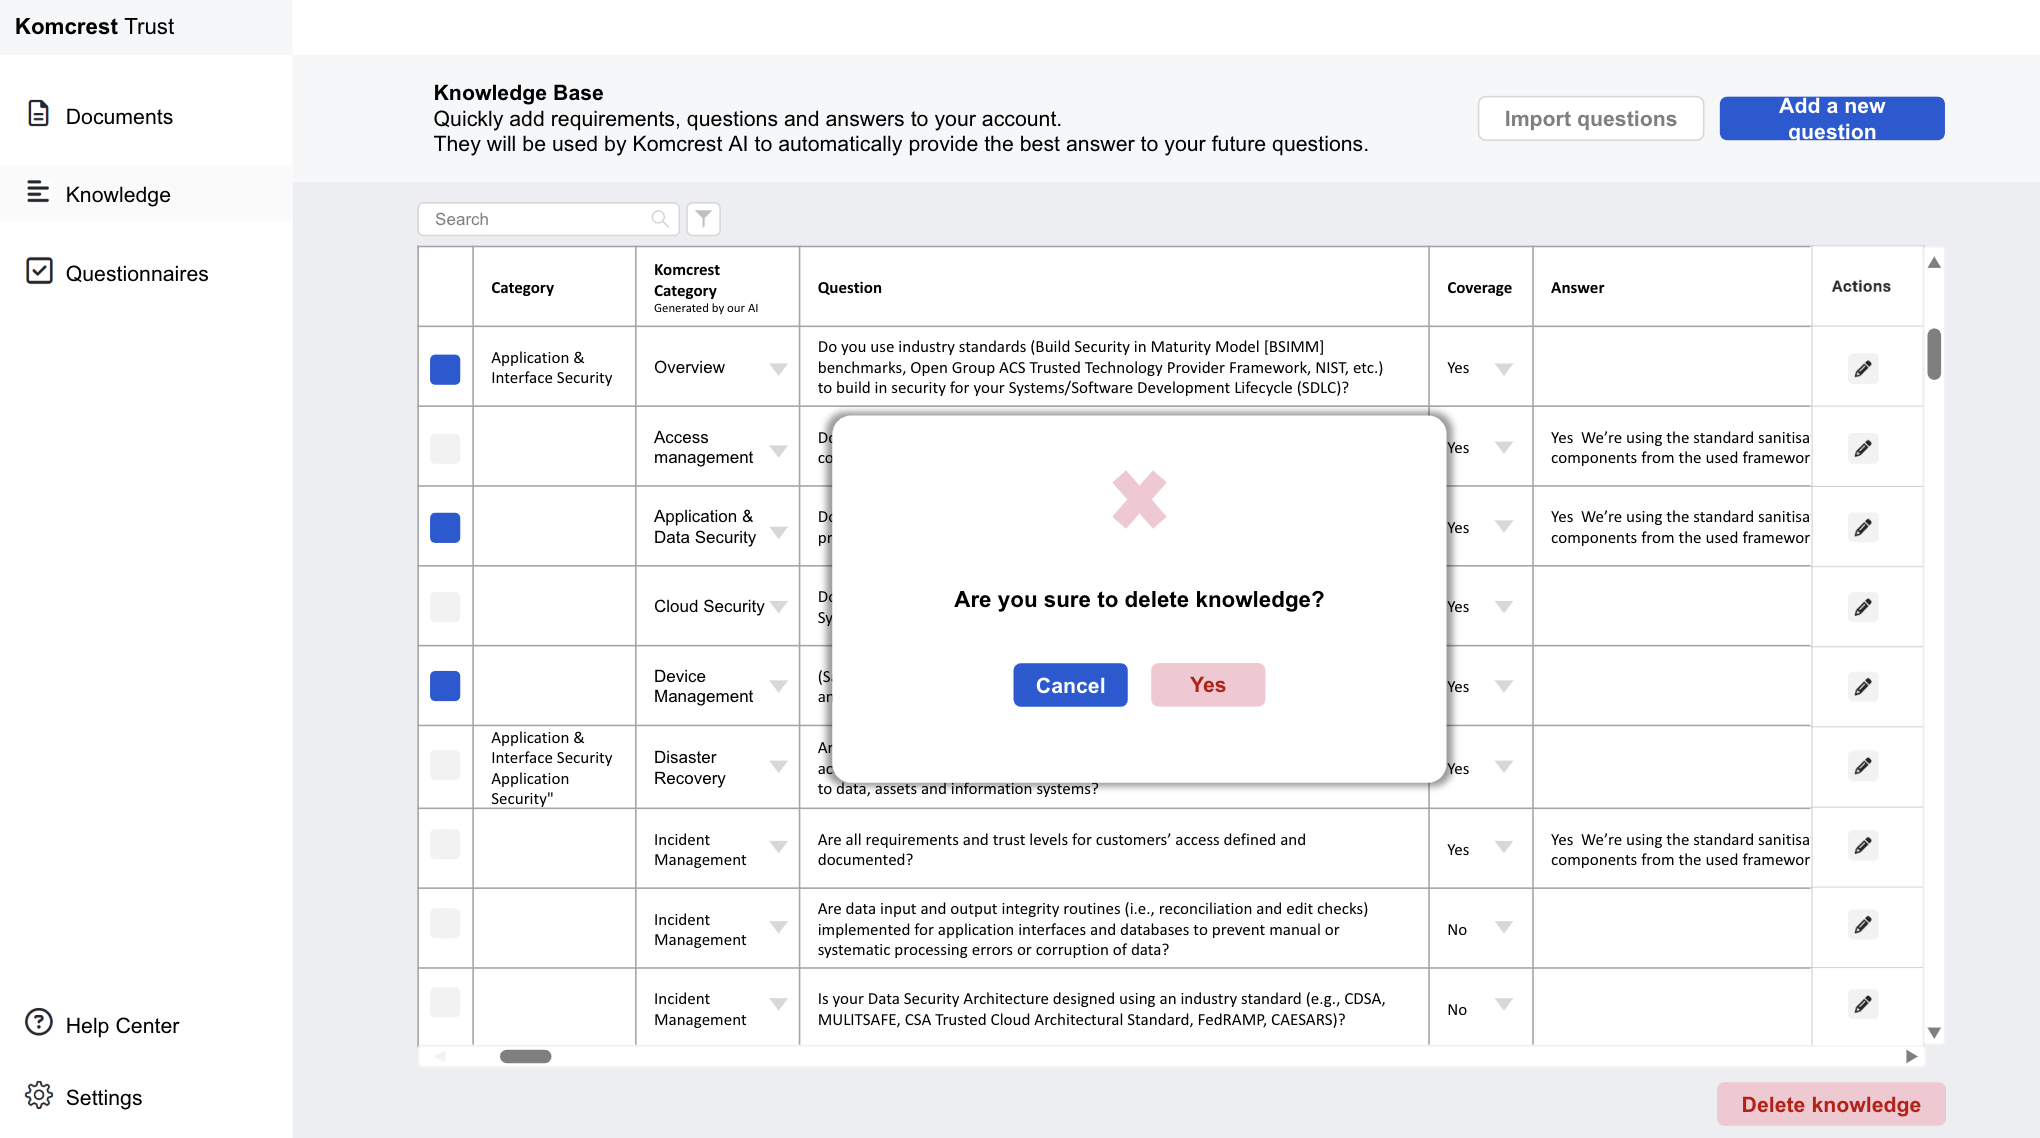 Komcrest Trust
Documents
Knowledge
Questionnaires
Help Center
Settings
Knowledge Base
Quickly add requirements, questions and answers to your account.
They will be used by Komcrest AI to automatically provide the best answer to your future questions.
Import questions
Add a new
question
Search
Category
Komcrest
Category
Generated by our AI
Question
Coverage
Answer
Actions
Application &
Interface Security
Overview
Do you use industry standards (Build Security in Maturity Model [BSIMM]
benchmarks, Open Group ACS Trusted Technology Provider Framework, NIST, etc.)
to build in security for your Systems/Software Development Lifecycle (SDLC)?
Yes
Access
management
Yes
Yes  We’re using the standard sanitisa
components from the used framewor
Application &
Data Security
Yes
Yes  We’re using the standard sanitisa
components from the used framewor
Cloud Security
Yes
Device
Management
Yes
Application &
Interface Security
Application
Security"
Disaster
Recovery
to data, assets and information systems?
Yes
Incident
Management
Are all requirements and trust levels for customers’ access defined and
documented?
Yes
Yes  We’re using the standard sanitisa
components from the used framewor
Incident
Management
Are data input and output integrity routines (i.e., reconciliation and edit checks)
implemented for application interfaces and databases to prevent manual or
systematic processing errors or corruption of data?
No
Incident
Management
Is your Data Security Architecture designed using an industry standard (e.g., CDSA,
MULITSAFE, CSA Trusted Cloud Architectural Standard, FedRAMP, CAESARS)?
No
Are you sure to delete knowledge?
Cancel
Yes
Delete knowledge